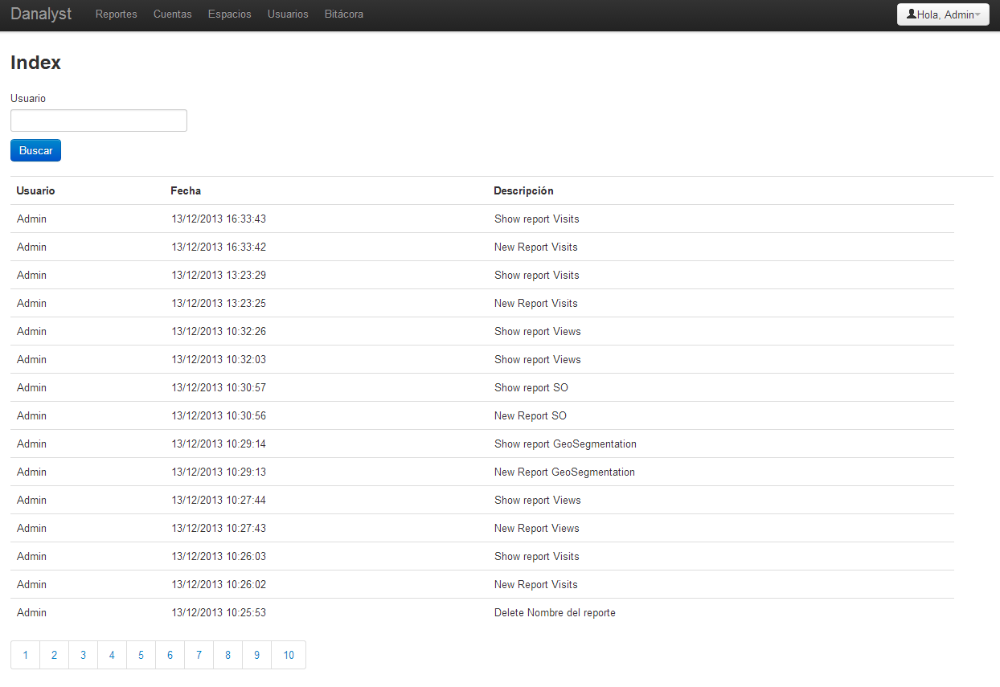 Danalyst Reportes Cuentas Espacios Usuarios Bitácora Hola, Admin
Index
Usuario
Buscar
Usuario Fecha Descripción
Admin 13/12/2013 16:33:43 Show report Visits
Admin 13/12/2013 16:33:42 New Report Visits
Admin 13/12/2013 13:23:29 Show report Visits
Admin 13/12/2013 13:23:25 New Report Visits
Admin 13/12/2013 10:32:26 Show report Views
Admin 13/12/2013 10:32:03 Show report Views
Admin 13/12/2013 10:30:57 Show report SO
Admin 13/12/2013 10:30:56 New Report SO
Admin 13/12/2013 10:29:14 Show report GeoSegmentation
Admin 13/12/2013 10:29:13 New Report GeoSegmentation
Admin 13/12/2013 10:27:44 Show report Views
Admin 13/12/2013 10:27:43 New Report Views
Admin 13/12/2013 10:26:03 Show report Visits
Admin 13/12/2013 10:26:02 New Report Visits
Admin 13/12/2013 10:25:53 Delete Nombre del reporte
1 2 3 4 5 6 7 8 9 10